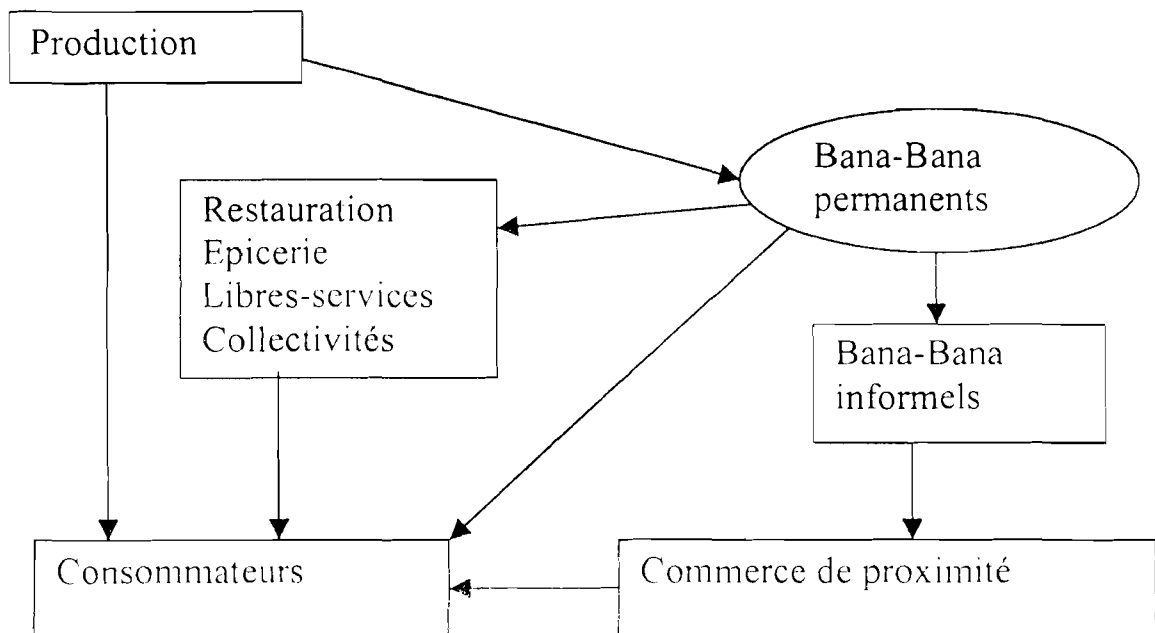 Production
Bana-Bana
permanents
Restauration
Epicerie
Libres-services
Collectivités
Bana-Bana
informels
Consommateurs
Commerce de proximité